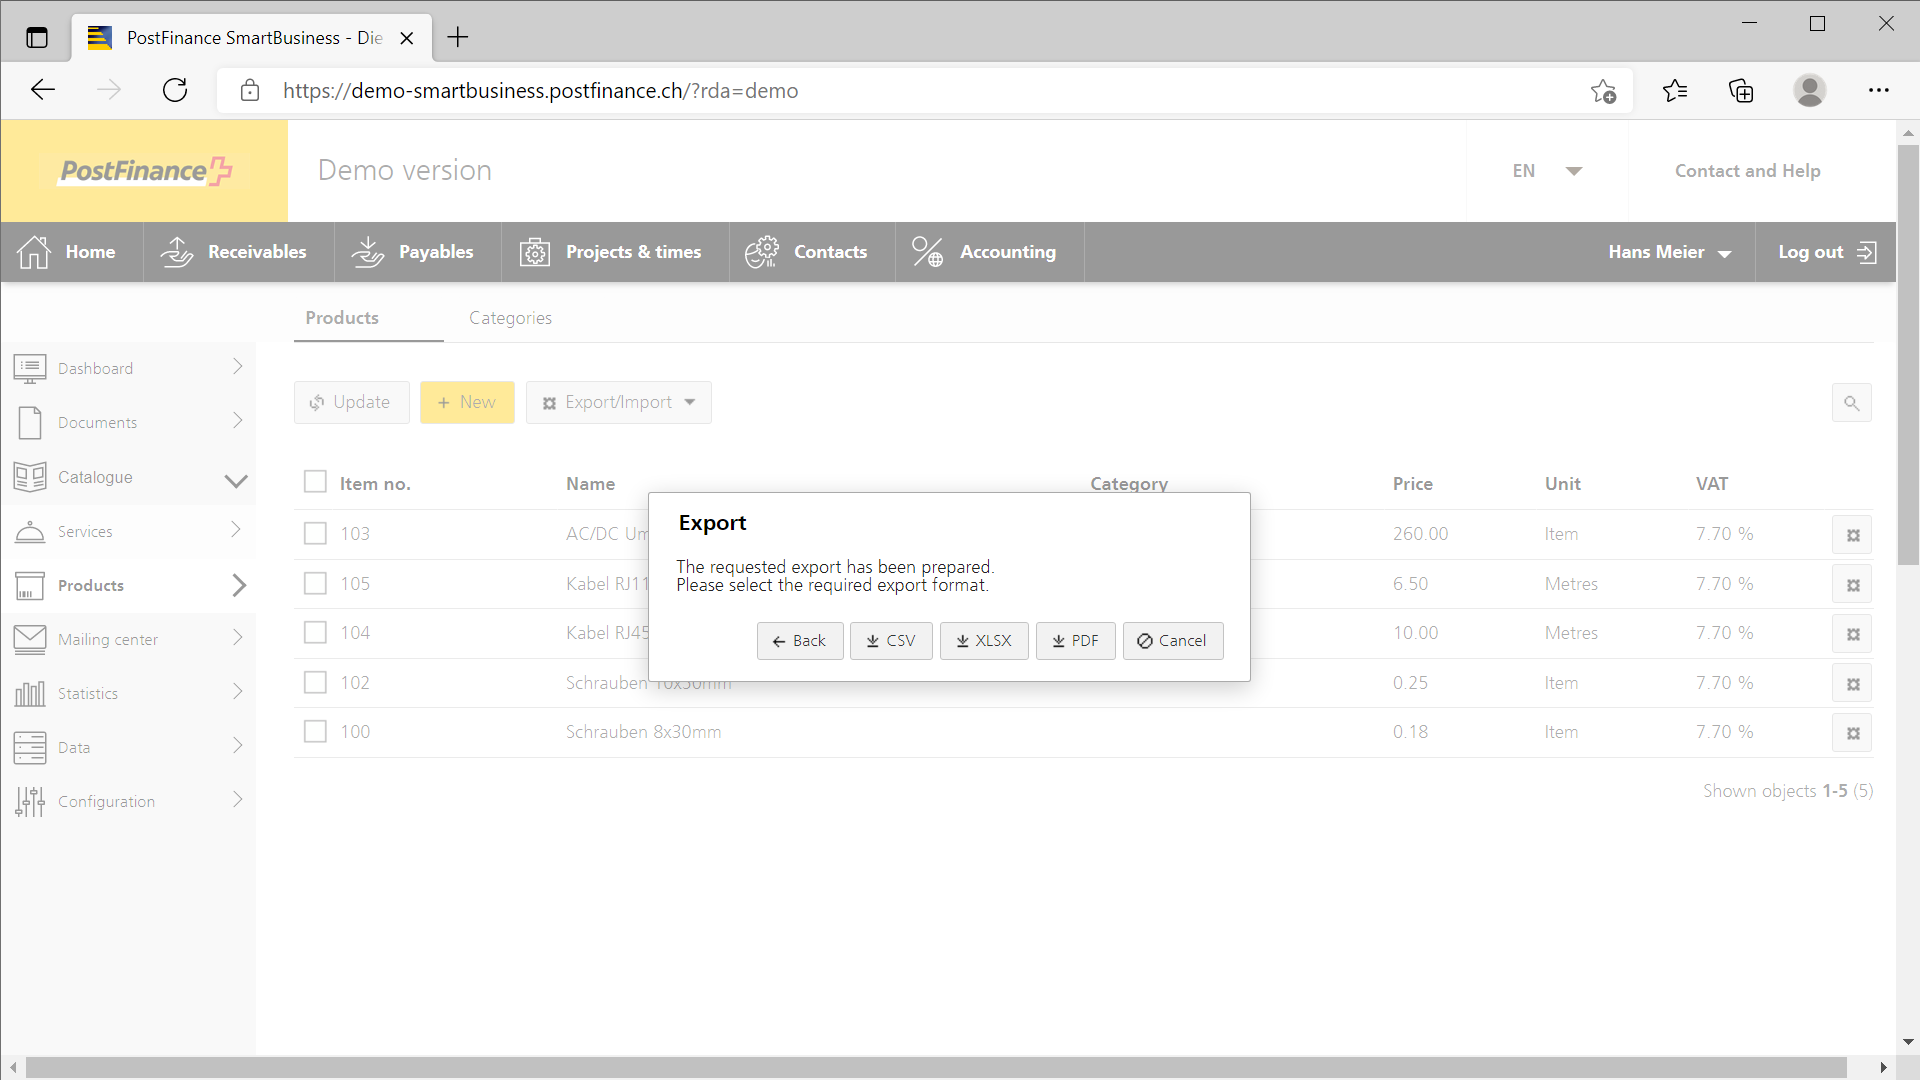 PostFinance SmartBusiness - Die
https://demo-smartbusiness.postfinance.ch/?rda=demo
PostFinance
Demo version
EN
Contact and Help
Home
Receivables
Payables
Projects & times
Contacts
Accounting
Hans Meier
Log out
Products
Categories
Dashboard
Documents
Catalogue
Services
Products
Mailing center
Statistics
Data
Configuration
Update
+ New
Export/Import
Item no. Name Category Price Unit VAT
103 AC/DC Um 260.00 Item 7.70 %
105 Kabel RJ11 6.50 Metres 7.70 %
104 Kabel RJ45 10.00 Metres 7.70 %
102 Schrauben 10x50mm 0.25 Item 7.70 %
100 Schrauben 8x30mm 0.18 Item 7.70 %
Shown objects 1-5 (5)
Export
The requested export has been prepared.
Please select the required export format.
Back
CSV
XLSX
PDF
Cancel